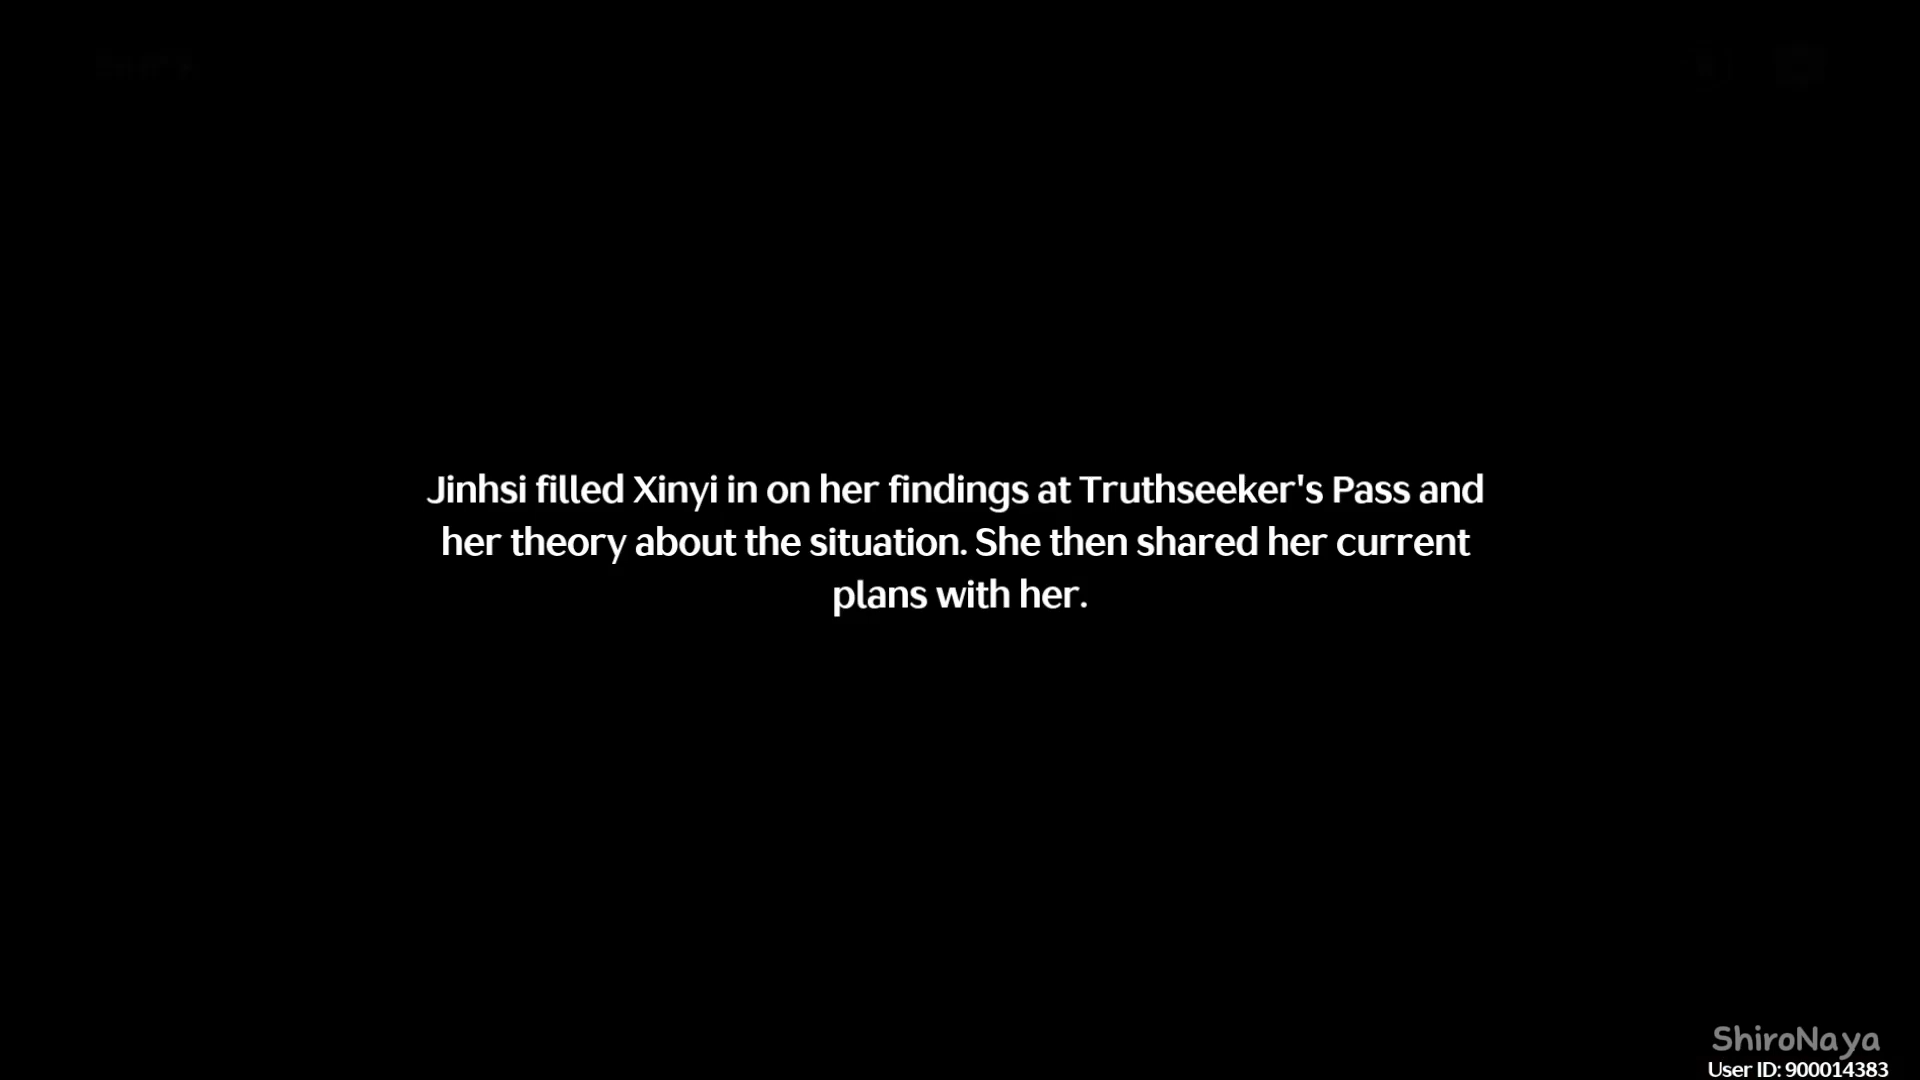 Jinhsi filled Xinyi in on her findings at Truthseeker's Pass and
her theory about the situation. She then shared her current
plans with her.
ShiroNaya
User ID: 900014383